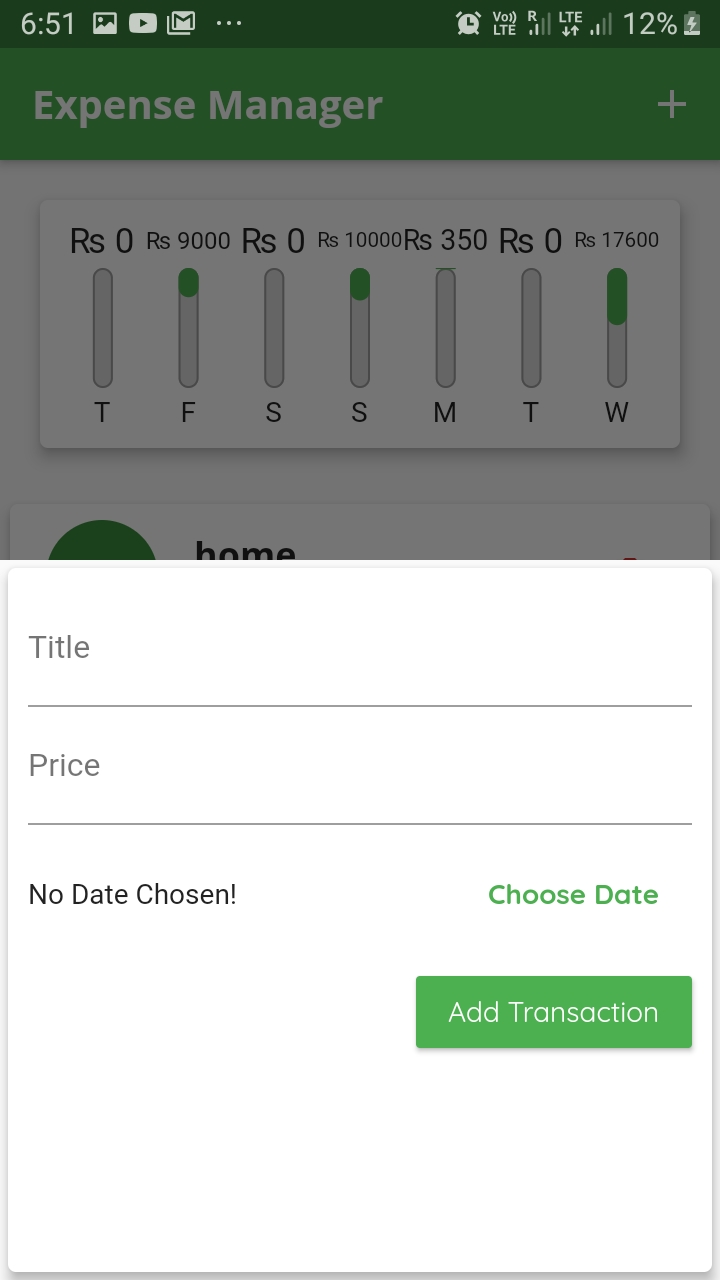 6:51 Vo)) LTE R LTE 12%
Expense Manager +
₨ 0 ₨ 9000 ₨ 0 ₨ 10000 ₨ 350 ₨ 0 ₨ 17600
T F S S M T W
home
Title
Price
No Date Chosen! Choose Date
Add Transaction